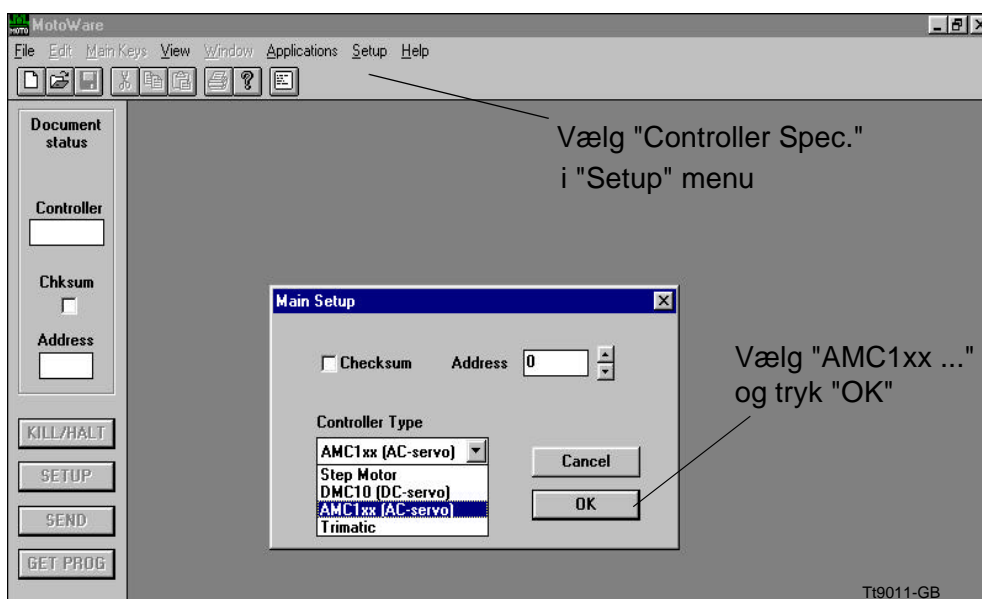 MOTO
MotoWare
File Edit Main Keys View Window Applications Setup Help
Document
status
Controller
Chksum
Address
KILL/HALT
SETUP
SEND
GET PROG
Vælg "Controller Spec."
i "Setup" menu
Main Setup
Checksum Address 0
Controller Type
AMC1xx (AC-servo)
Step Motor
DMC10 (DC-servo)
AMC1xx (AC-servo)
Trimatic
Cancel
OK
Vælg "AMC1xx ..."
og tryk "OK"
Tt9011-GB